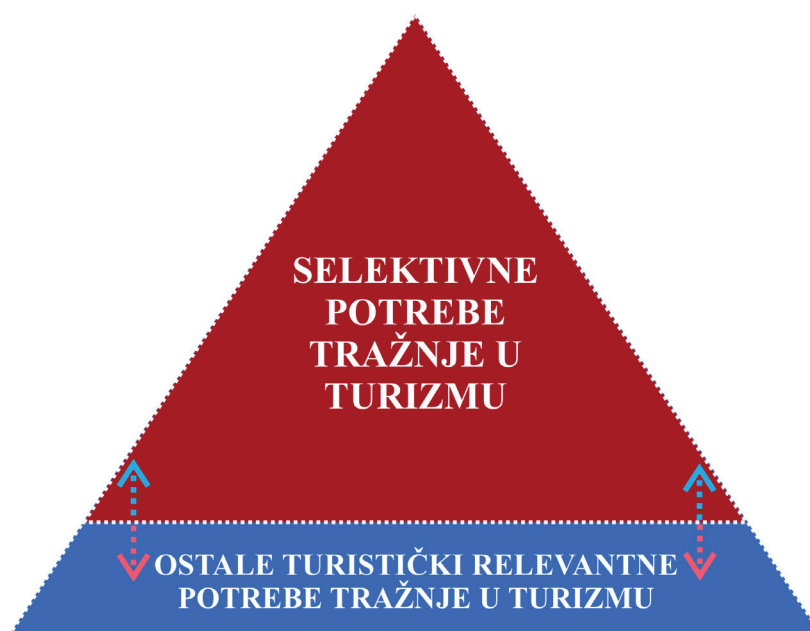 SELEKTIVNE
POTREBE
TRAŽNJE U
TURIZMU
OSTALE TURISTIČKI RELEVANTNE
POTREBE TRAŽNJE U TURIZMU